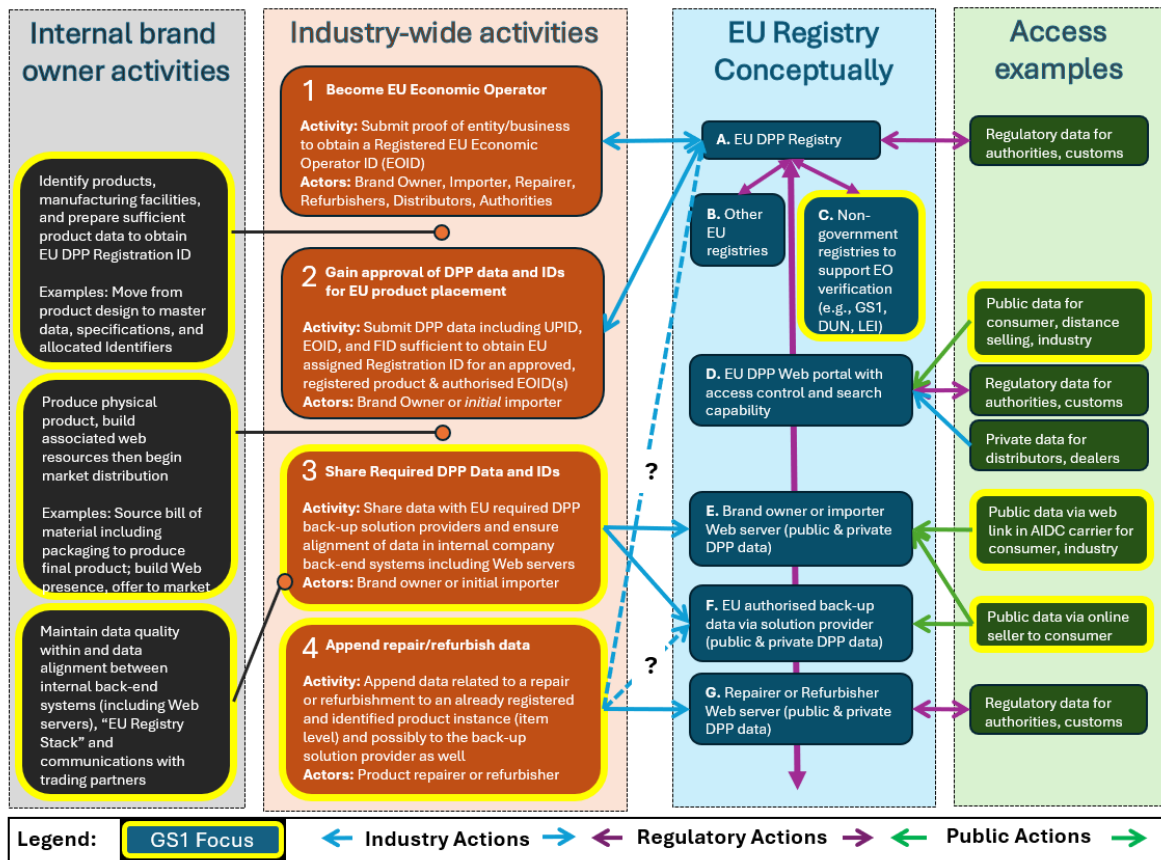 Internal brand
owner activities
Identify products,
manufacturing facilities,
and prepare sufficient
product data to obtain
EU DPP Registration ID
Examples: Move from
product design to master
data, specifications, and
allocated Identifiers
Produce physical
product, build
associated web
resources then begin
market distribution
Examples: Source bill of
material including
packaging to produce
final product; build Web
presence, offer to market
Maintain data quality
within and data
alignment between
internal back-end
systems (including Web
servers), “EU Registry
Stack” and
communications with
trading partners
Industry-wide activities
1 Become EU Economic Operator
Activity: Submit proof of entity/business
to obtain a Registered EU Economic
Operator ID (EOID)
Actors: Brand Owner, Importer, Repairer,
Refurbishers, Distributors, Authorities
2 Gain approval of DPP data and IDs
for EU product placement
Activity: Submit DPP data including UPID,
EOID, and FID sufficient to obtain EU
assigned Registration ID for an approved,
registered product & authorised EOID(s)
Actors: Brand Owner or initial importer
3 Share Required DPP Data and IDs
Activity: Share data with EU required DPP
back-up solution providers and ensure
alignment of data in internal company
back-end systems including Web servers
Actors: Brand owner or initial importer
4 Append repair/refurbish data
Activity: Append data related to a repair
or refurbishment to an already registered
and identified product instance (item
level) and possibly to the back-up
solution provider as well
Actors: Product repairer or refurbisher
?
?
EU Registry
Conceptually
A. EU DPP Registry
B. Other
EU
registries
C. Non-
government
registries to
support EO
verification
(e.g., GS1,
DUN, LEI)
D. EU DPP Web portal with
access control and search
capability
E. Brand owner or importer
Web server (public & private
DPP data)
F. EU authorised back-up
data via solution provider
(public & private DPP data)
G. Repairer or Refurbisher
Web server (public & private
DPP data)
Access
examples
Regulatory data for
authorities, customs
Public data for
consumer, distance
selling, industry
Regulatory data for
authorities, customs
Private data for
distributors, dealers
Public data via web
link in AIDC carrier for
consumer, industry
Public data via online
seller to consumer
Regulatory data for
authorities, customs
Legend: GS1 Focus Industry Actions Regulatory Actions Public Actions